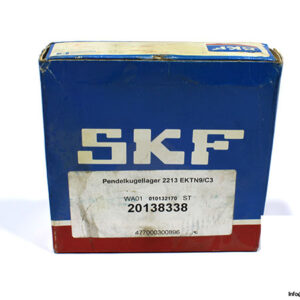 SKF
Pendelkugellager 2213 EKTN9/C3
WA01 010132170 ST
20138338
477000300896